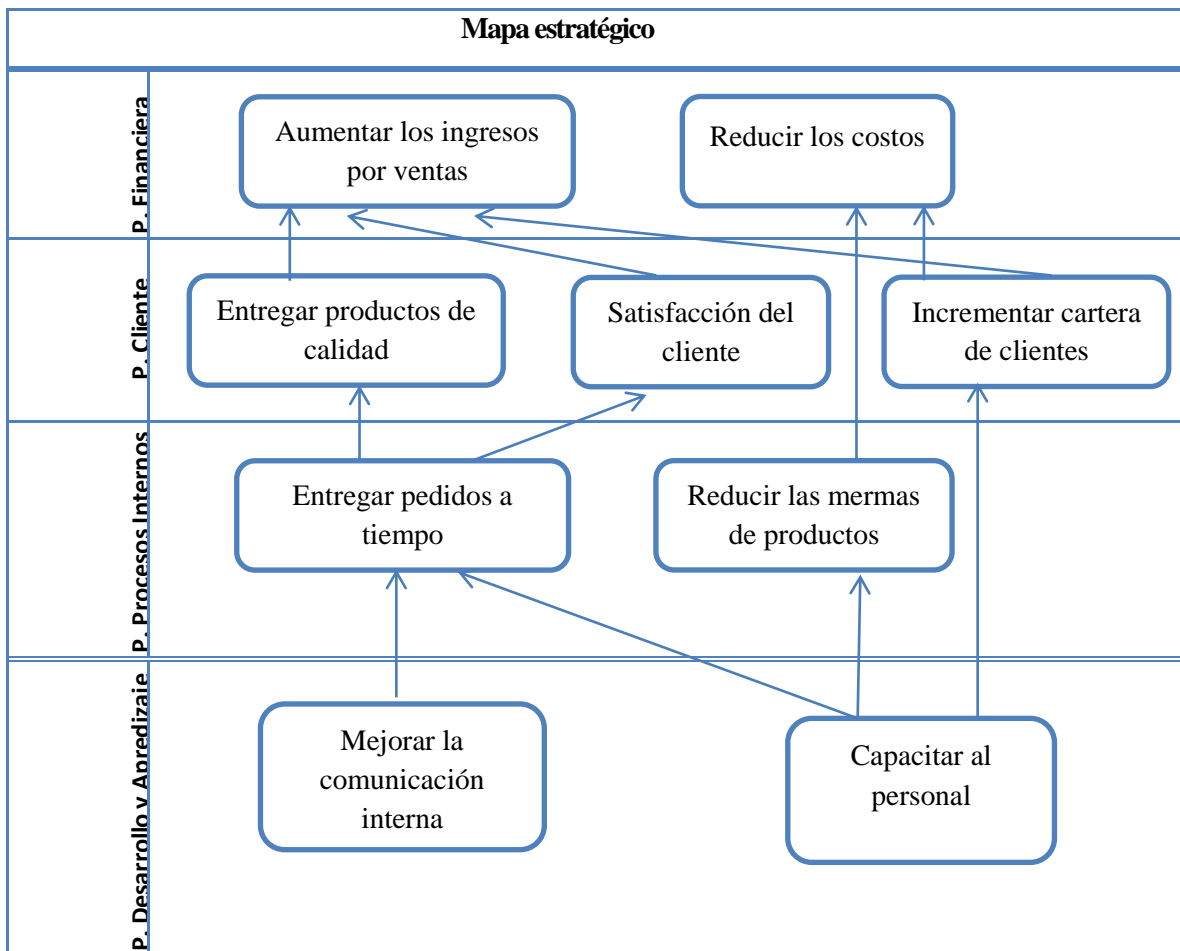 Mapa estratégico
P. Financiera
Aumentar los ingresos
por ventas
Reducir los costos
P. Cliente
Entregar productos de
calidad
Satisfacción del
cliente
Incrementar cartera
de clientes
P. Procesos Internos
Entregar pedidos a
tiempo
Reducir las mermas
de productos
P. Desarrollo y Apredizaje
Mejorar la
comunicación
interna
Capacitar al
personal